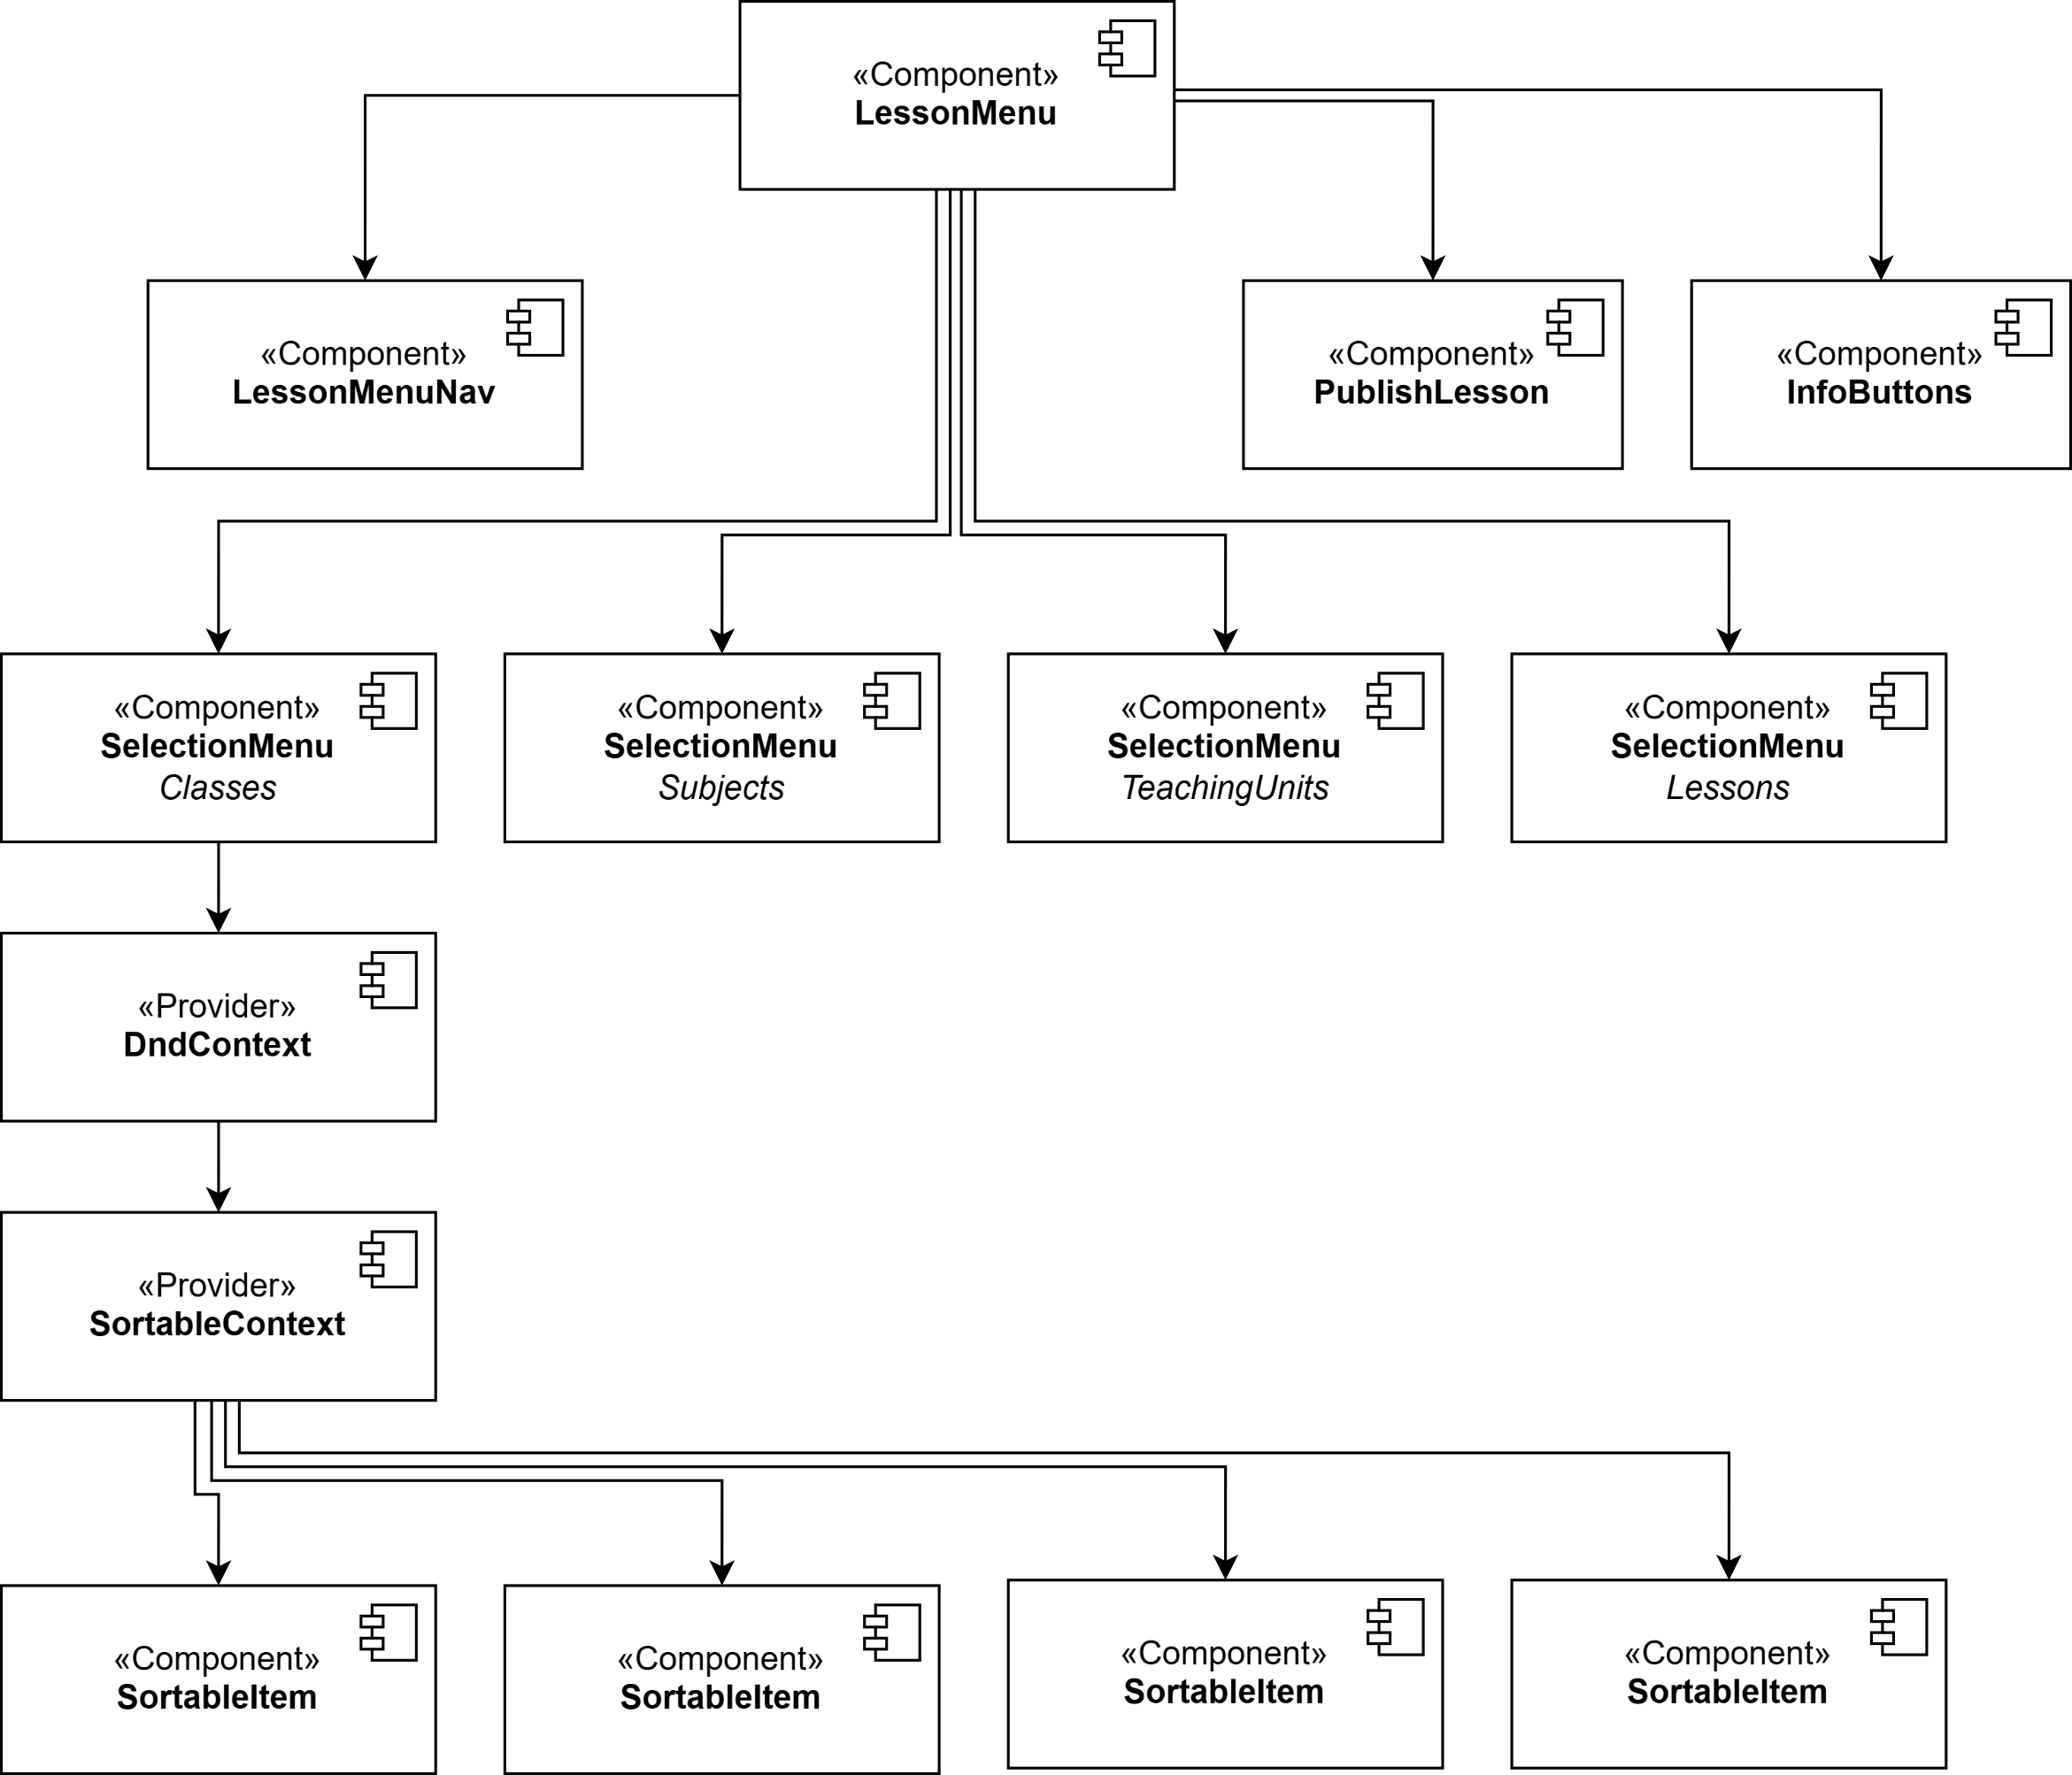 «Component»
LessonMenu
«Component»
LessonMenuNav
«Component»
PublishLesson
«Component»
InfoButtons
«Component»
SelectionMenu
Classes
«Component»
SelectionMenu
Subjects
«Component»
SelectionMenu
TeachingUnits
«Component»
SelectionMenu
Lessons
«Provider»
DndContext
«Provider»
SortableContext
«Component»
SortableItem
«Component»
SortableItem
«Component»
SortableItem
«Component»
SortableItem